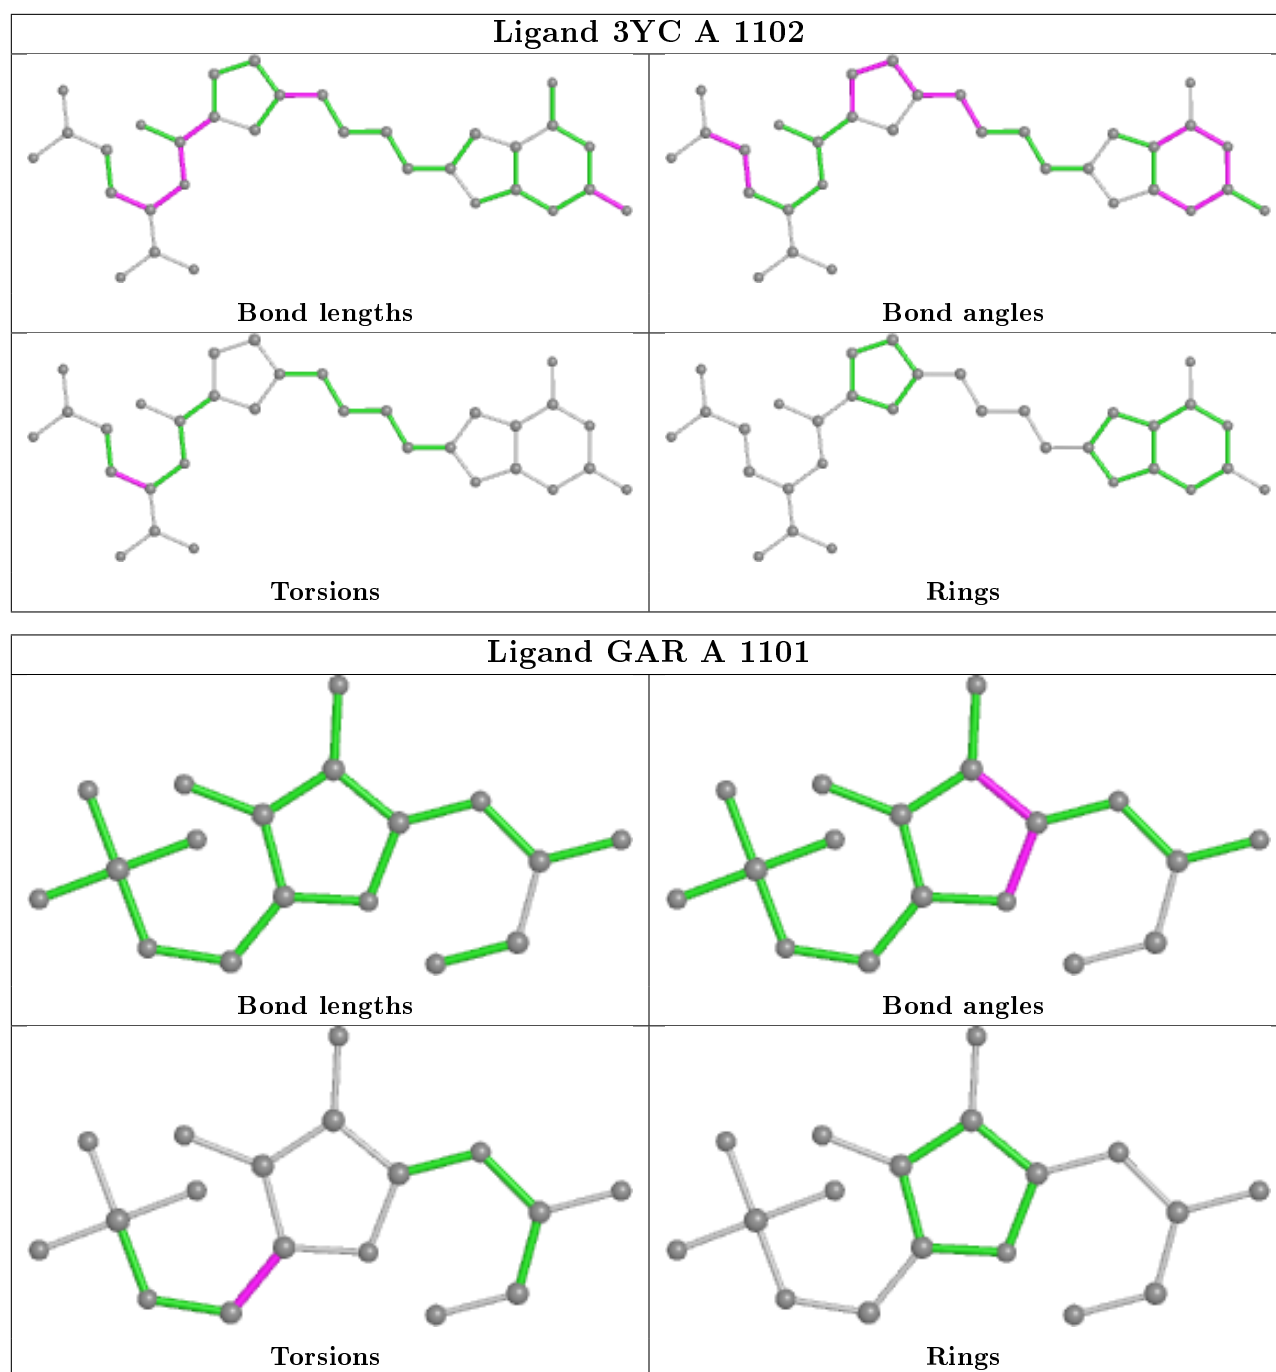 Ligand 3YC A 1102
Bond lengths
Bond angles
Torsions
Rings
Ligand GAR A 1101
Bond lengths
Bond angles
Torsions
Rings